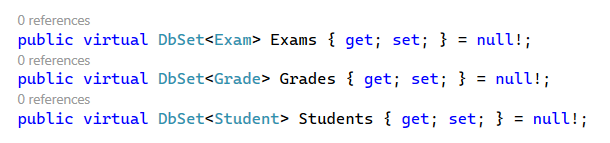 0 references
public virtual DbSet<Exam> Exams { get; set; } = null!;
0 references
public virtual DbSet<Grade> Grades { get; set; } = null!;
0 references
public virtual DbSet<Student> Students { get; set; } = null!;